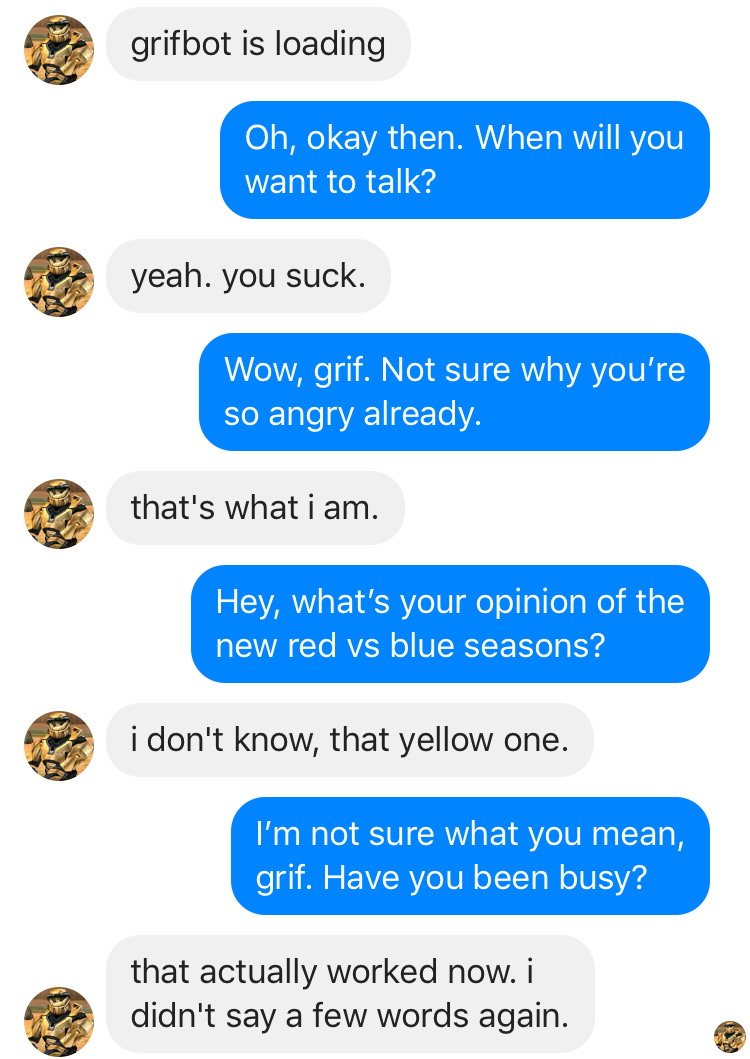 grifbot is loading
Oh, okay then. When will you
want to talk?
yeah. you suck.
Wow, grif. Not sure why you’re
so angry already.
that's what i am.
Hey, what’s your opinion of the
new red vs blue seasons?
i don't know, that yellow one.
I’m not sure what you mean,
grif. Have you been busy?
that actually worked now. i
didn't say a few words again.